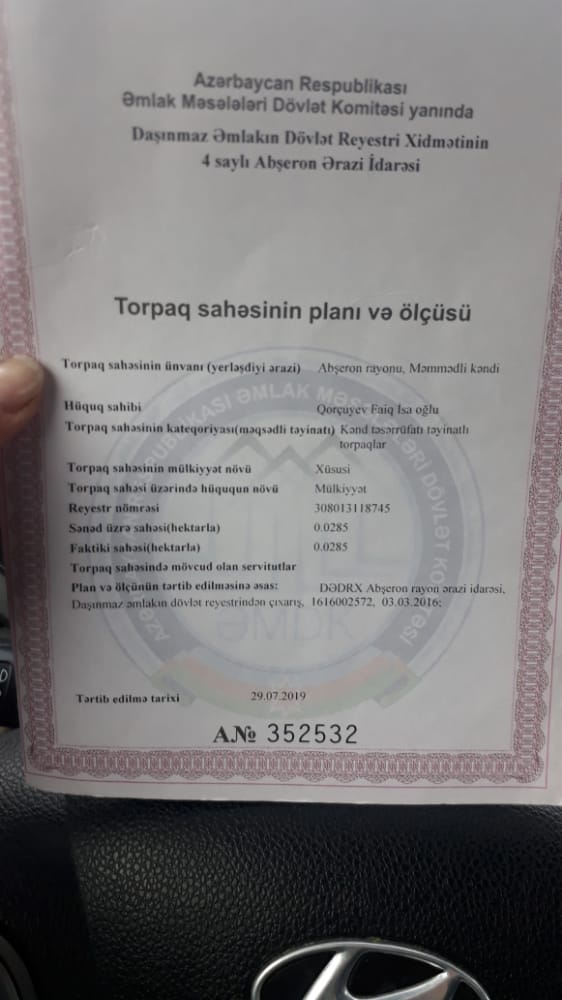 Azərbaycan Respublikası
Əmlak Məsələləri Dövlət Komitəsi yanında
Daşınmaz Əmlakın Dövlət Reyestri Xidmətinin
4 saylı Abşeron Ərazi İdarəsi
Torpaq sahəsinin planı və ölçüsü
Torpaq sahəsinin ünvanı (yerləşdiyi ərazi) Abşeron rayonu, Məmmədli kəndi
Hüquq sahibi Qorçuyev Faiq İsa oğlu
Torpaq sahəsinin kateqoriyası(məqsədli təyinatı) Kənd təsərrüfatı təyinatlı
torpaqlar
Torpaq sahəsinin mülkiyyət növü Xüsusi
Torpaq sahəsi üzərində hüququn növü Mülkiyyət
Reyestr nömrəsi 308013118745
Sənəd üzrə sahəsi(hektarla) 0.0285
Faktiki sahəsi(hektarla) 0.0285
Torpaq sahəsində mövcud olan servitutlar
Plan və ölçünün tərtib edilməsinə əsas: DƏDRX Abşeron rayon ərazi idarəsi,
Daşınmaz əmlakın dövlət reyestrindən çıxarış, 1616002572, 03.03.2016;
ƏMDK
Tərtib edilmə tarixi 29.07.2019
A.№ 352532